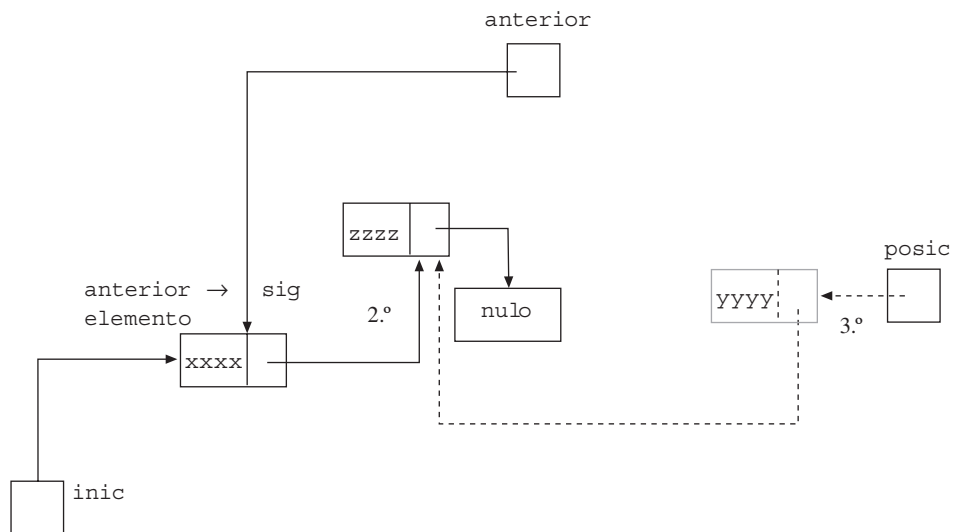 anterior
zzzz
posic
anterior → sig
elemento
2.º
nulo
yyyy
3.º
xxxx
inic